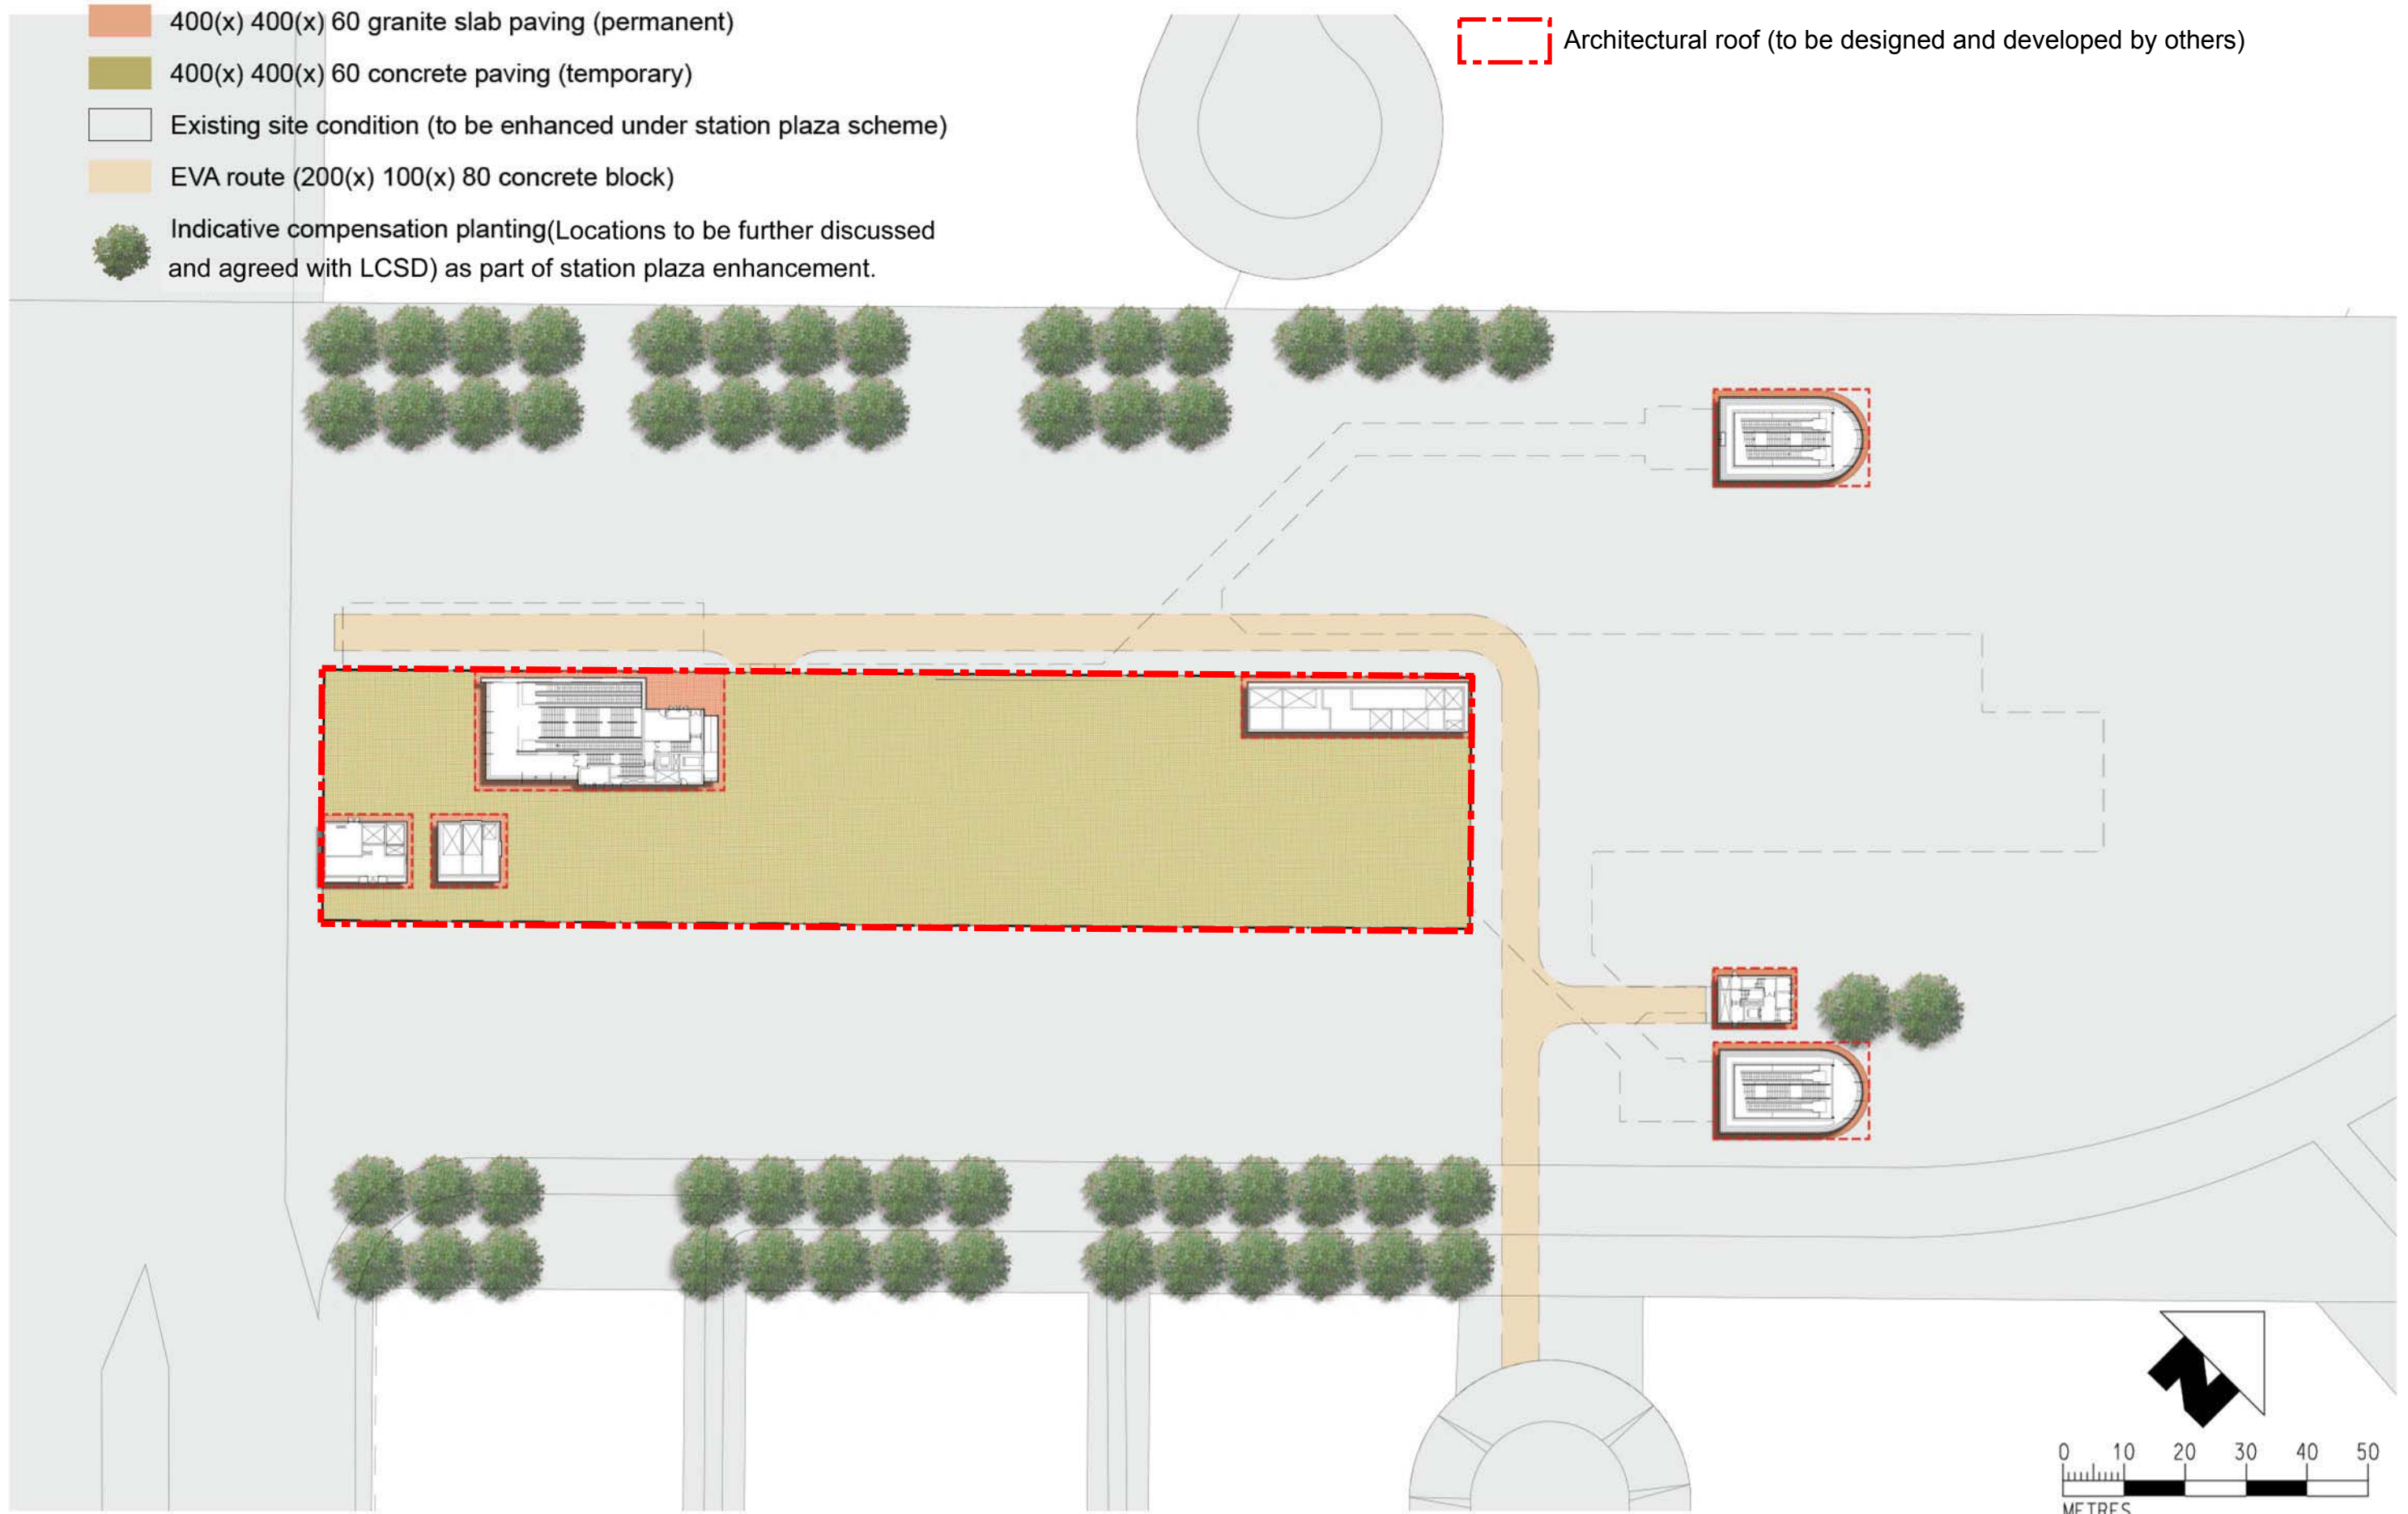 400(x) 400(x) 60 granite slab paving (permanent)
400(x) 400(x) 60 concrete paving (temporary)
Existing site condition (to be enhanced under station plaza scheme)
EVA route (200(x) 100(x) 80 concrete block)
Indicative compensation planting(Locations to be further discussed
and agreed with LCSD) as part of station plaza enhancement.
Architectural roof (to be designed and developed by others)
N
0 10 20 30 40 50
METRES